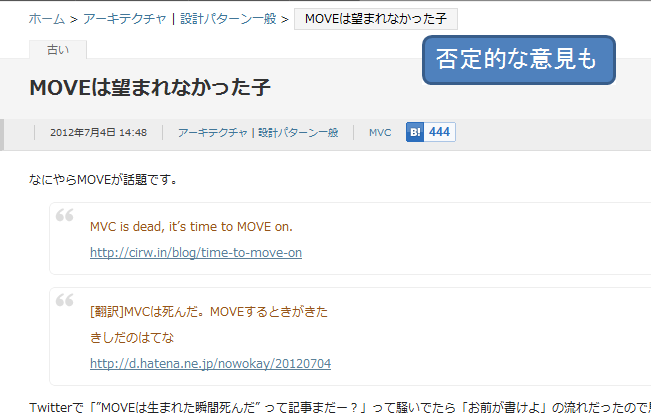 ホーム > アーキテクチャ | 設計パターン一般 > MOVEは望まれなかった子
古い
否定的な意見も
MOVEは望まれなかった子
2012年7月4日 14:48 アーキテクチャ | 設計パターン一般 MVC B! 444
なにやらMOVEが話題です。
MVC is dead, it’s time to MOVE on.
http://cirw.in/blog/time-to-move-on
[翻訳]MVCは死んだ。MOVEするときがきた
きしだのはてな
http://d.hatena.ne.jp/nowokay/20120704
Twitterで「”MOVEは生まれた瞬間死んだ” って記事まだー？」って騒いでたら「お前が書けよ」の流れだったので